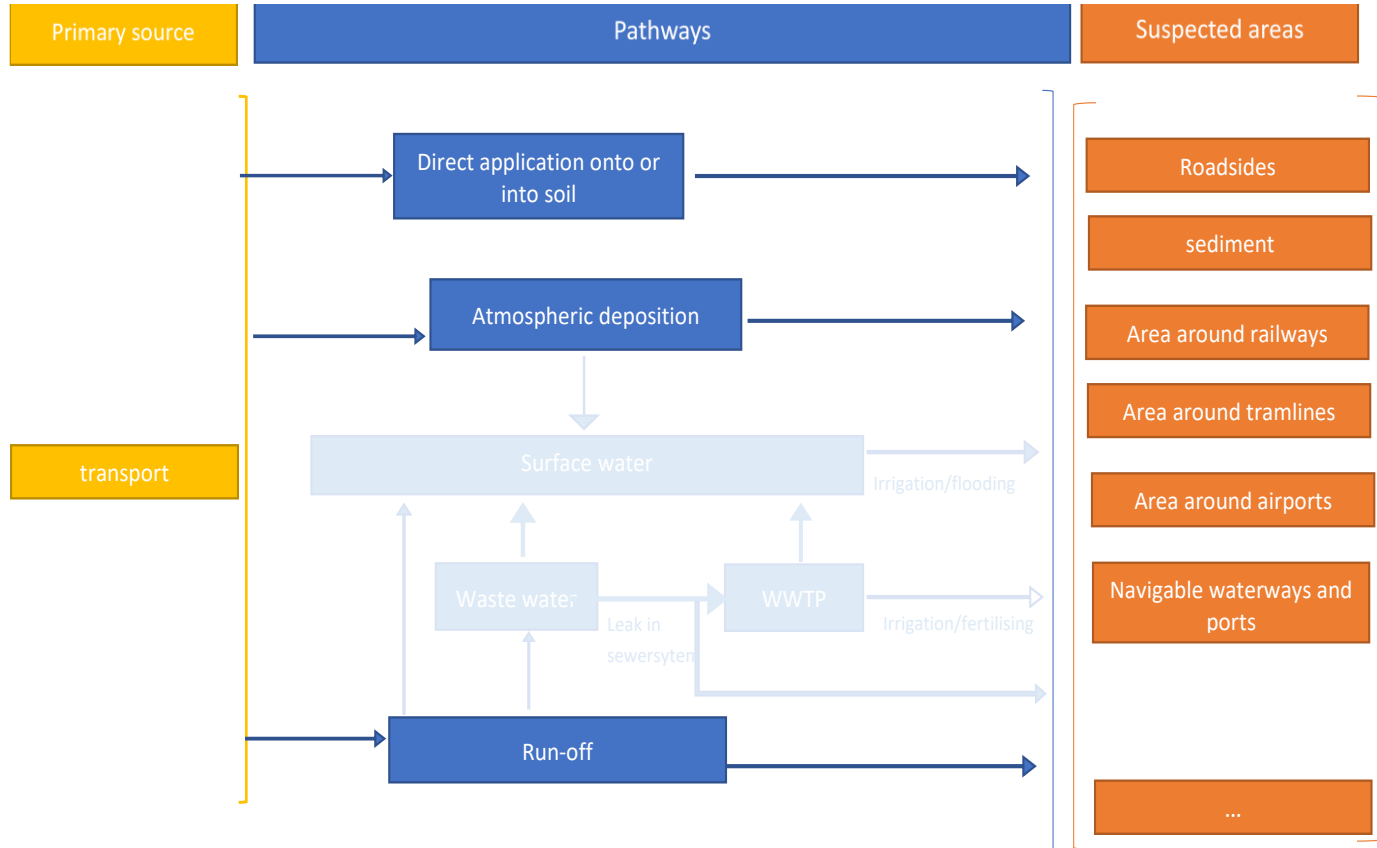 Primary source
Pathways
Suspected areas
Direct application onto or
into soil
Roadsides
sediment
Atmospheric deposition
Area around railways
Area around tramlines
transport
Surface water
Irrigation/flooding
Area around airports
Waste water
WWTP
Leak in
sewersyten
Irrigation/fertilising
Navigable waterways and
ports
Run-off
...